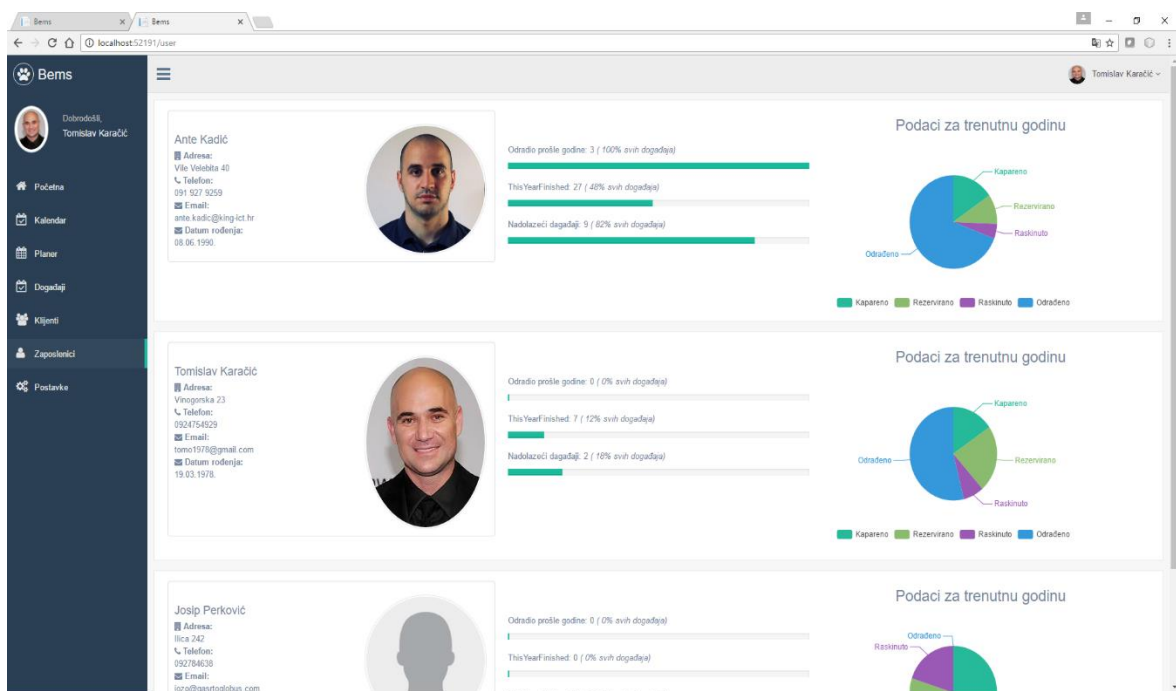 Bems
Bems
localhost:52191/user
Bems
Tomislav Karačić
Dobrodošli,
Tomislav Karačić
Početna
Kalendar
Planer
Događaji
Klijenti
Zaposlenici
Postavke
Ante Kadić
Adresa:
Vile Velebita 40
Telefon:
091 927 9259
Email:
ante.kadic@king-ict.hr
Datum rođenja:
08.06.1990.
Odradio prošle godine: 3 ( 100% svih događaja)
ThisYearFinished: 27 ( 48% svih događaja)
Nadolazeći događaji: 9 ( 82% svih događaja)
Podaci za trenutnu godinu
Kapareno
Rezervirano
Raskinuto
Odrađeno
Kapareno Rezervirano Raskinuto Odrađeno
Tomislav Karačić
Adresa:
Vinogorska 23
Telefon:
0924754929
Email:
tomo1978@gmail.com
Datum rođenja:
19.03.1978.
Odradio prošle godine: 0 ( 0% svih događaja)
ThisYearFinished: 7 ( 12% svih događaja)
Nadolazeći događaji: 2 ( 18% svih događaja)
Podaci za trenutnu godinu
Kapareno
Odrađeno
Rezervirano
Raskinuto
Kapareno Rezervirano Raskinuto Odrađeno
Josip Perković
Adresa:
Ilica 242
Telefon:
092784638
Email:
Odradio prošle godine: 0 ( 0% svih događaja)
ThisYearFinished: 0 ( 0% svih događaja)
Podaci za trenutnu godinu
Odrađeno
Raskinuto